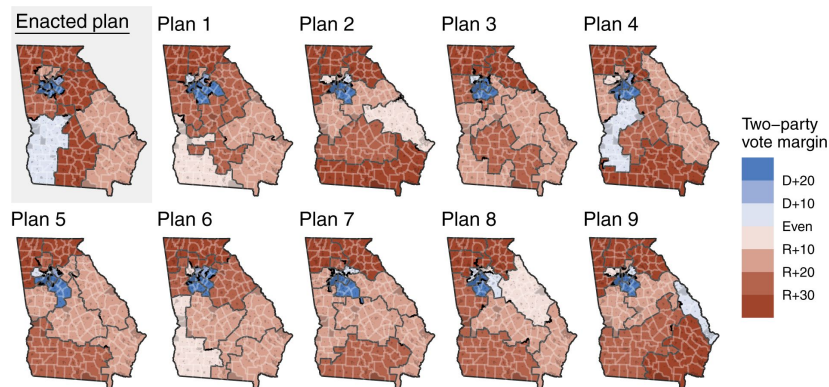 Enacted plan
Plan 1
Plan 2
Plan 3
Plan 4
Two−party
vote margin
D+20
D+10
Even
R+10
R+20
R+30
Plan 5
Plan 6
Plan 7
Plan 8
Plan 9